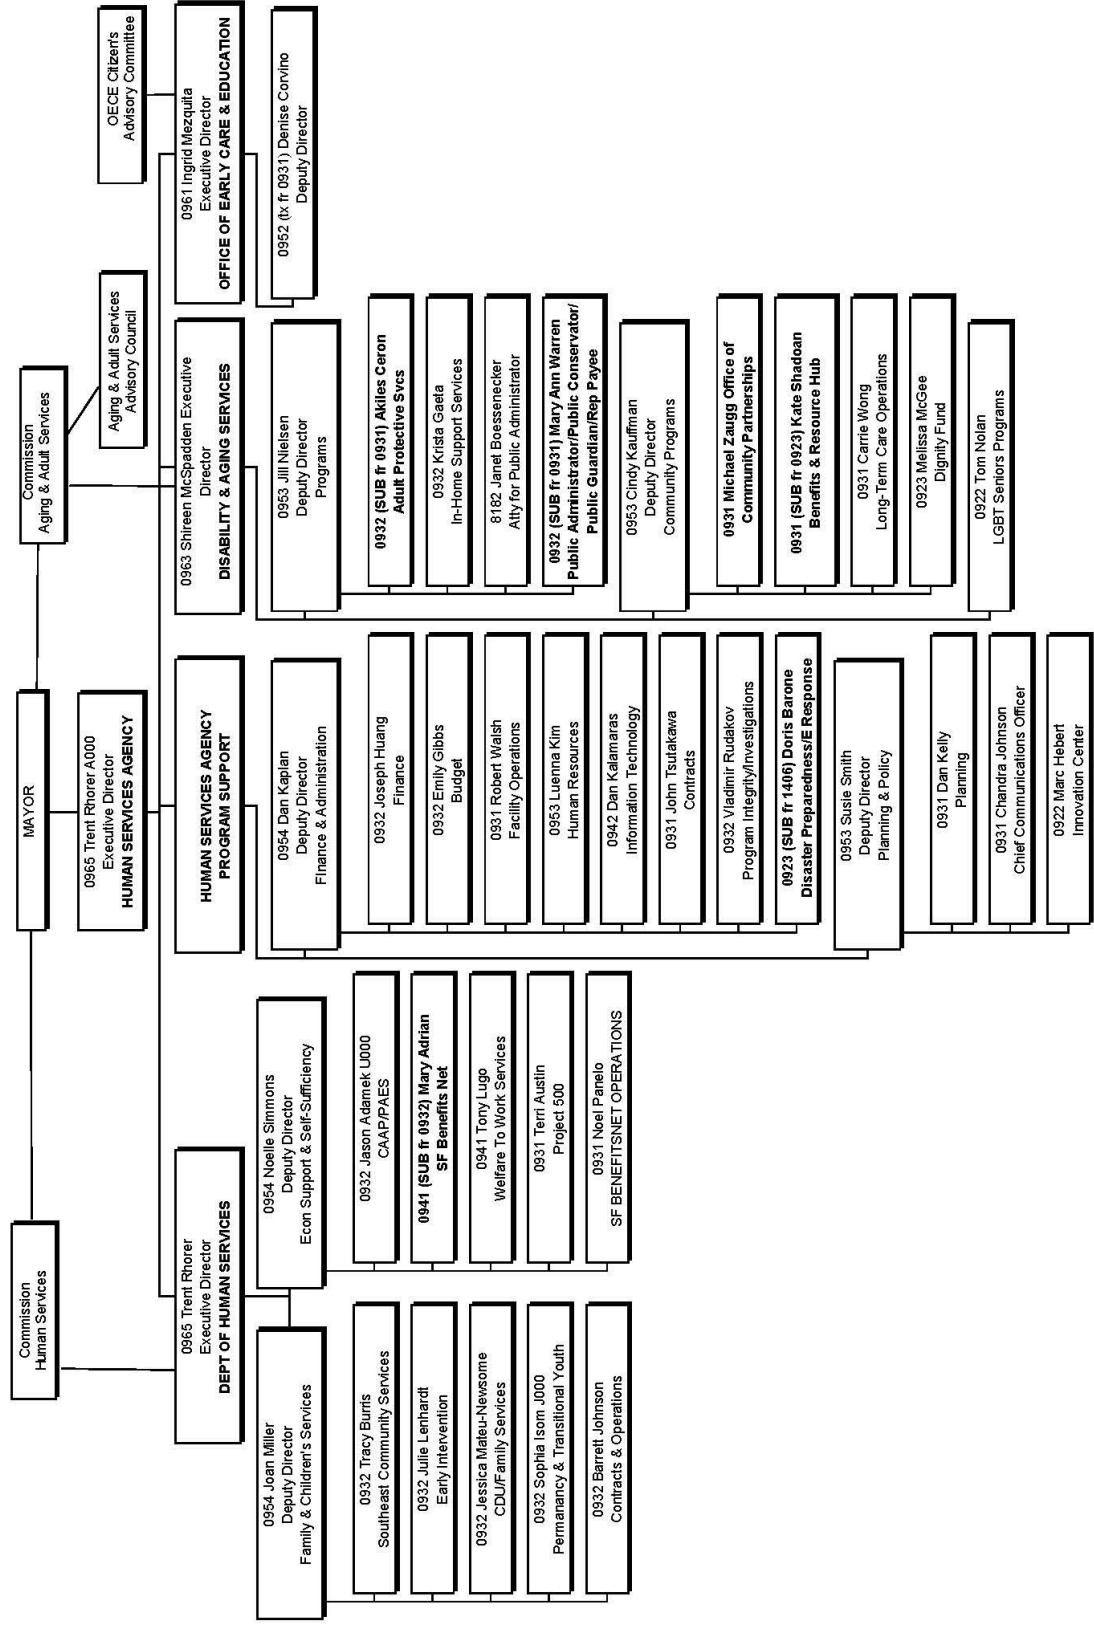 MAYOR
Commission
Human Services
Commission
Aging & Adult Services
0965 Trent Rhorer A000
Executive Director
HUMAN SERVICES AGENCY
Aging & Adult Services
Advisory Council
OECE Citizen's
Advisory Committee
0965 Trent Rhorer
Executive Director
DEPT OF HUMAN SERVICES
0954 Joan Miller
Deputy Director
Family & Children's Services
0932 Tracy Burris
Southeast Community Services
0932 Julie Lenhardt
Early Intervention
0932 Jessica Mateu-Newsome
CDU/Family Services
0932 Sophia Isom J000
Permanancy & Transitional Youth
0932 Barrett Johnson
Contracts & Operations
0954 Noelle Simmons
Deputy Director
Econ Support & Self-Sufficiency
0932 Jason Adamek U000
CAAP/PAES
0941 (SUB fr 0932) Mary Adrian
SF Benefits Net
0941 Tony Lugo
Welfare To Work Services
0931 Terri Austin
Project 500
0931 Noel Panelo
SF BENEFITSNET OPERATIONS
HUMAN SERVICES AGENCY
PROGRAM SUPPORT
0954 Dan Kaplan
Deputy Director
FInance & Administration
0932 Joseph Huang
Finance
0932 Emily Gibbs
Budget
0931 Robert Walsh
Facility Operations
0953 Luenna Kim
Human Resources
0942 Dan Kalamaras
Information Technology
0931 John Tsutakawa
Contracts
0932 Vladimir Rudakov
Program Integrity/Investigations
0923 (SUB fr 1406) Doris Barone
Disaster Preparedness/E Response
0953 Susie Smith
Deputy Director
Planning & Policy
0931 Dan Kelly
Planning
0931 Chandra Johnson
Chief Communications Officer
0922 Marc Hebert
Innovation Center
0963 Shireen McSpadden Executive
Director
DISABILITY & AGING SERVICES
0953 Jill Nielsen
Deputy Director
Programs
0932 (SUB fr 0931) Akiles Ceron
Adult Protective Svcs
0932 Krista Gaeta
In-Home Support Services
8182 Janet Boessenecker
Atty for Public Administrator
0932 (SUB fr 0931) Mary Ann Warren
Public Administrator/Public Conservator/
Public Guardian/Rep Payee
0953 Cindy Kauffman
Deputy Director
Community Programs
0931 Michael Zaugg Office of
Community Partnerships
0931 (SUB fr 0923) Kate Shadoan
Benefits & Resource Hub
0931 Carrie Wong
Long-Term Care Operations
0923 Melissa McGee
Dignity Fund
0922 Tom Nolan
LGBT Seniors Programs
0961 Ingrid Mezquita
Executive Director
OFFICE OF EARLY CARE & EDUCATION
0952 (tx fr 0931) Denise Corvino
Deputy Director